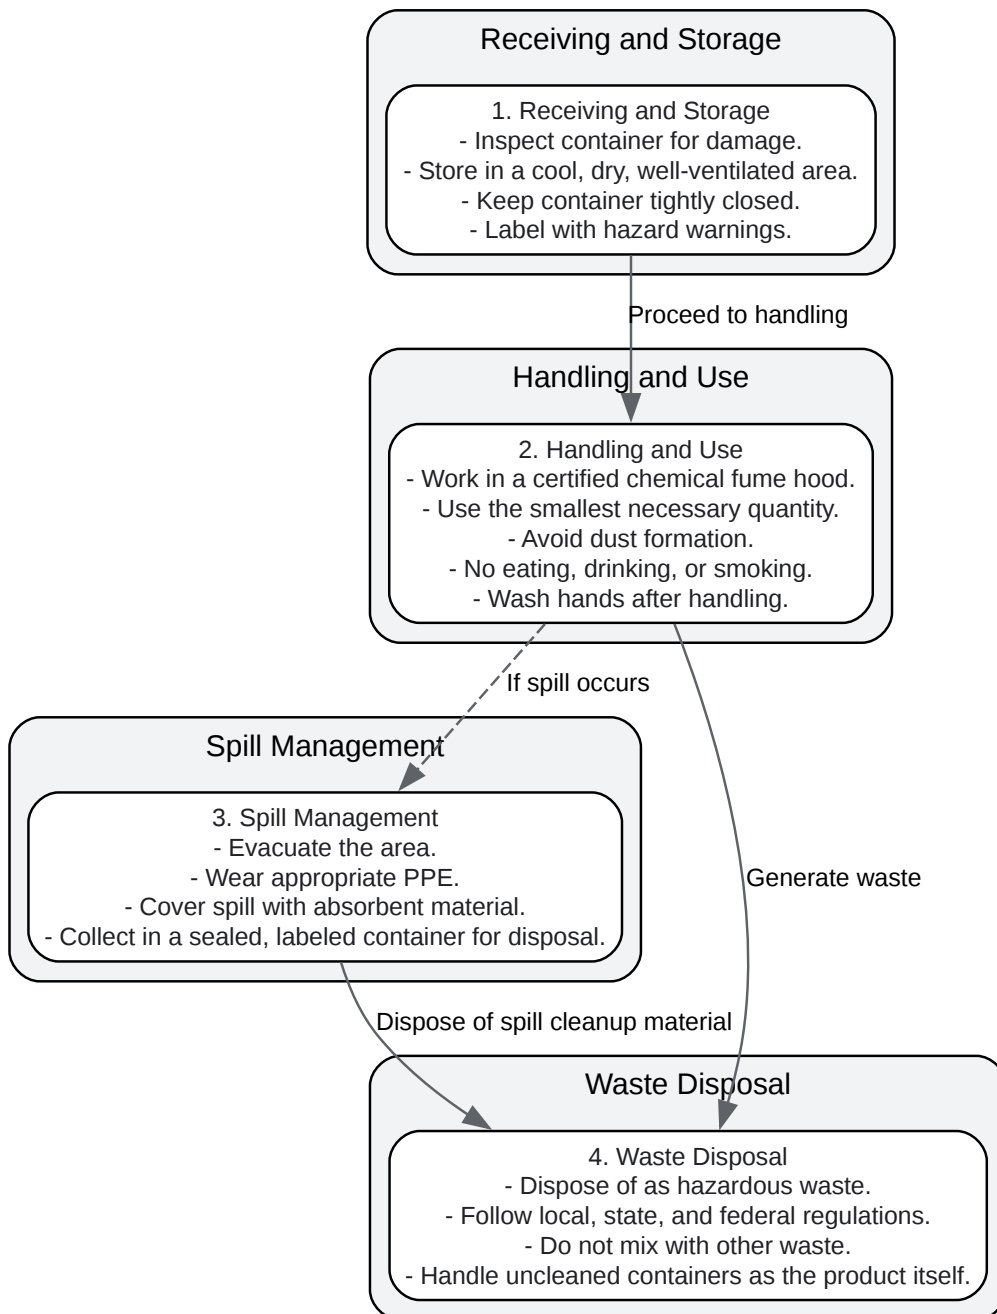 Receiving and Storage
1. Receiving and Storage
- Inspect container for damage.
- Store in a cool, dry, well-ventilated area.
- Keep container tightly closed.
- Label with hazard warnings.
Proceed to handling
Handling and Use
2. Handling and Use
- Work in a certified chemical fume hood.
- Use the smallest necessary quantity.
- Avoid dust formation.
- No eating, drinking, or smoking.
- Wash hands after handling.
If spill occurs
Spill Management
3. Spill Management
- Evacuate the area.
- Wear appropriate PPE.
- Cover spill with absorbent material.
- Collect in a sealed, labeled container for disposal.
Generate waste
Dispose of spill cleanup material
Waste Disposal
4. Waste Disposal
- Dispose of as hazardous waste.
- Follow local, state, and federal regulations.
- Do not mix with other waste.
- Handle uncleaned containers as the product itself.